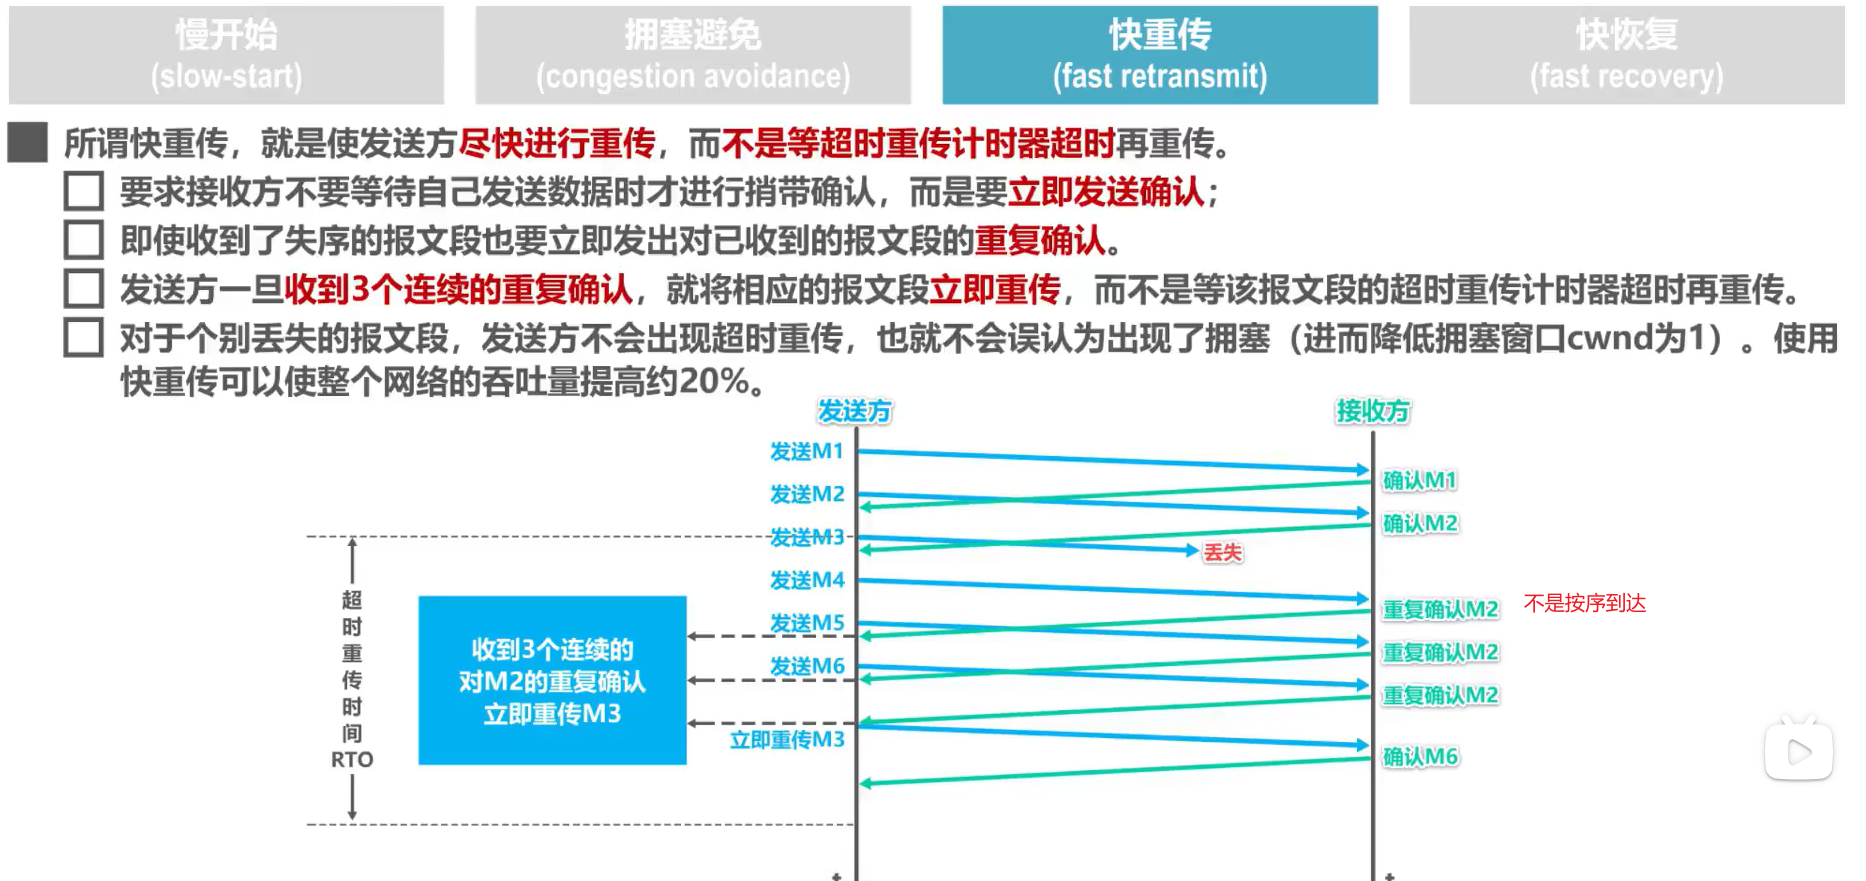 慢开始
(slow-start)
拥塞避免
(congestion avoidance)
快重传
(fast retransmit)
快恢复
(fast recovery)
所谓快重传，就是使发送方尽快进行重传，而不是等超时重传计时器超时再重传。
要求接收方不要等待自己发送数据时才进行捎带确认，而是要立即发送确认；
即使收到了失序的报文段也要立即发出对已收到的报文段的重复确认。
发送方一旦收到3个连续的重复确认，就将相应的报文段立即重传，而不是等该报文段的超时重传计时器超时再重传。
对于个别丢失的报文段，发送方不会出现超时重传，也就不会误认为出现了拥塞（进而降低拥塞窗口cwnd为1）。使用
快重传可以使整个网络的吞吐量提高约20%。
发送方
接收方
发送M1
确认M1
发送M2
确认M2
发送M3
丢失
发送M4
重复确认M2
不是按序到达
发送M5
重复确认M2
发送M6
重复确认M2
立即重传M3
确认M6
超时重传时间
RTO
收到3个连续的
对M2的重复确认
立即重传M3
t
t